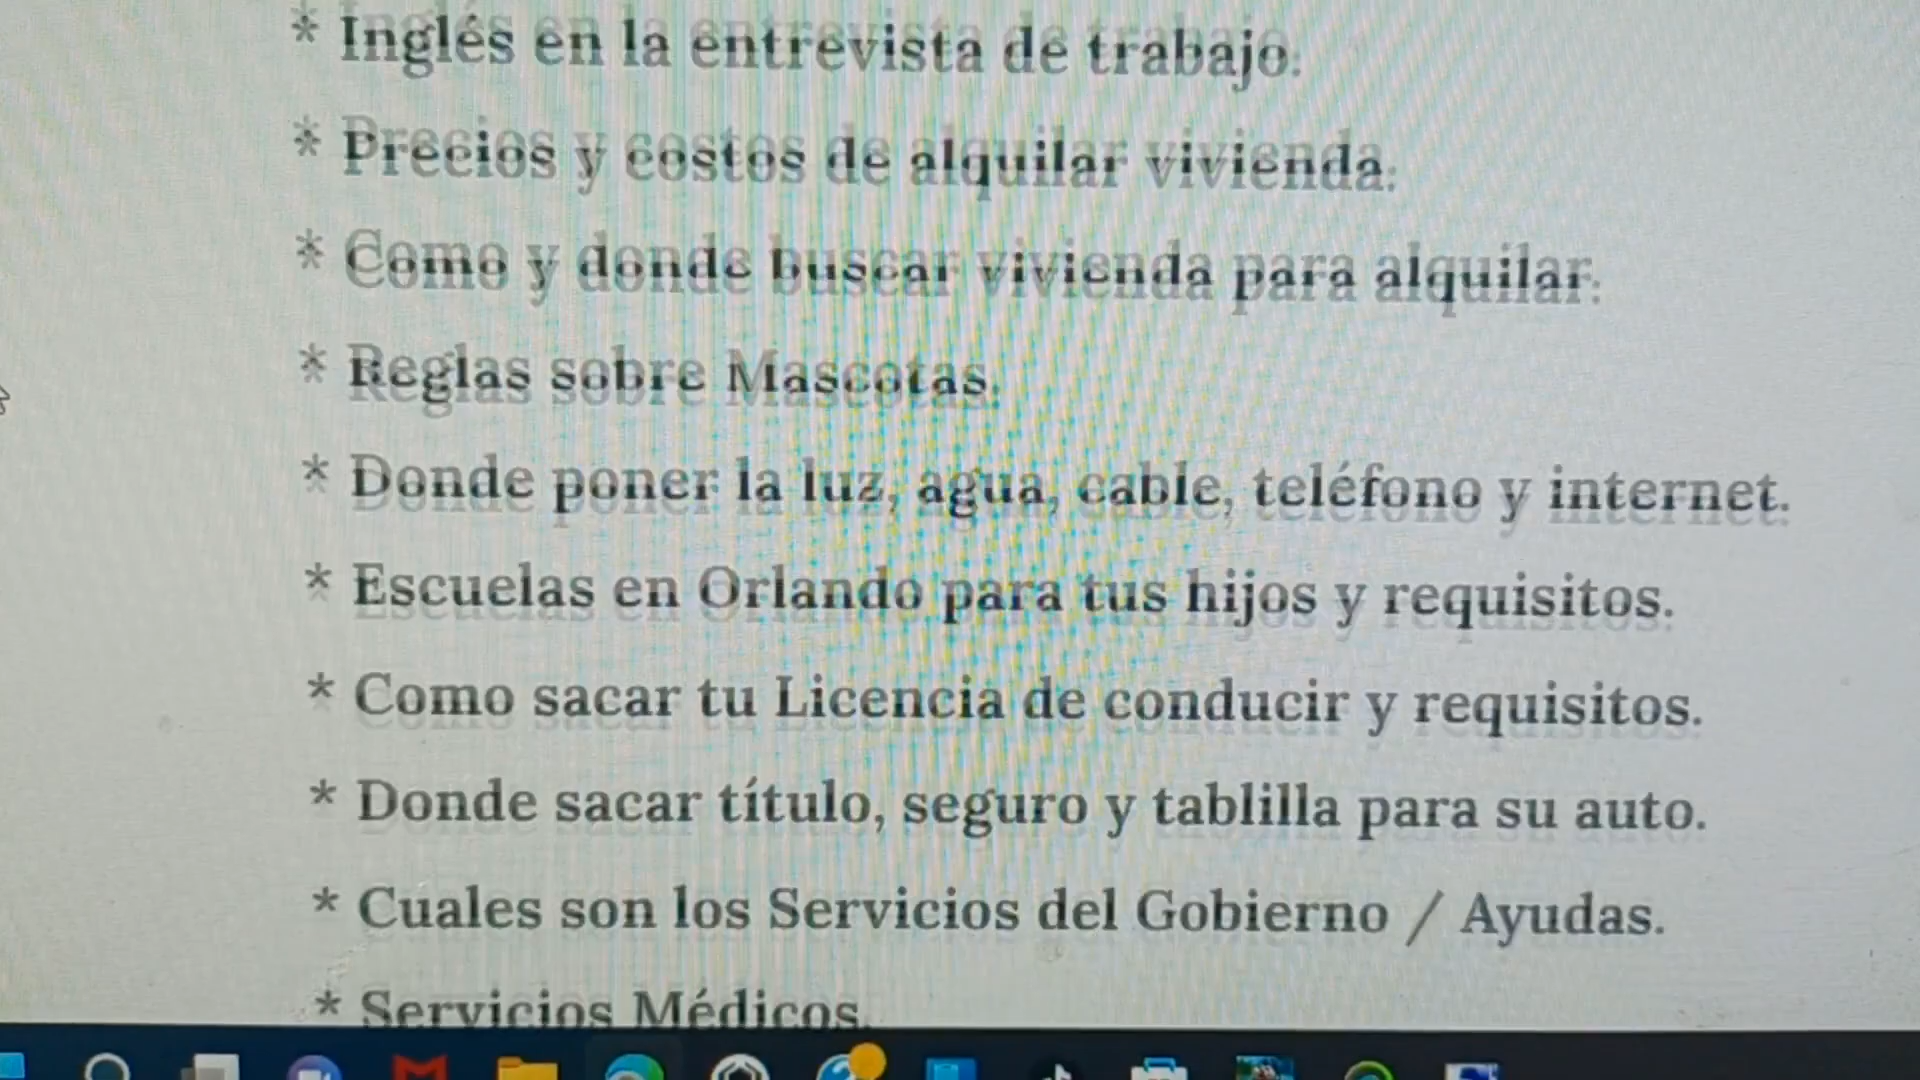 * Inglés en la entrevista de trabajo.
* Precios y costos de alquilar vivienda.
* Como y donde buscar vivienda para alquilar.
* Reglas sobre Mascotas.
* Donde poner la luz, agua, cable, teléfono y internet.
* Escuelas en Orlando para tus hijos y requisitos.
* Como sacar tu Licencia de conducir y requisitos.
* Donde sacar título, seguro y tablilla para su auto.
* Cuales son los Servicios del Gobierno / Ayudas.
* Servicios Médicos.